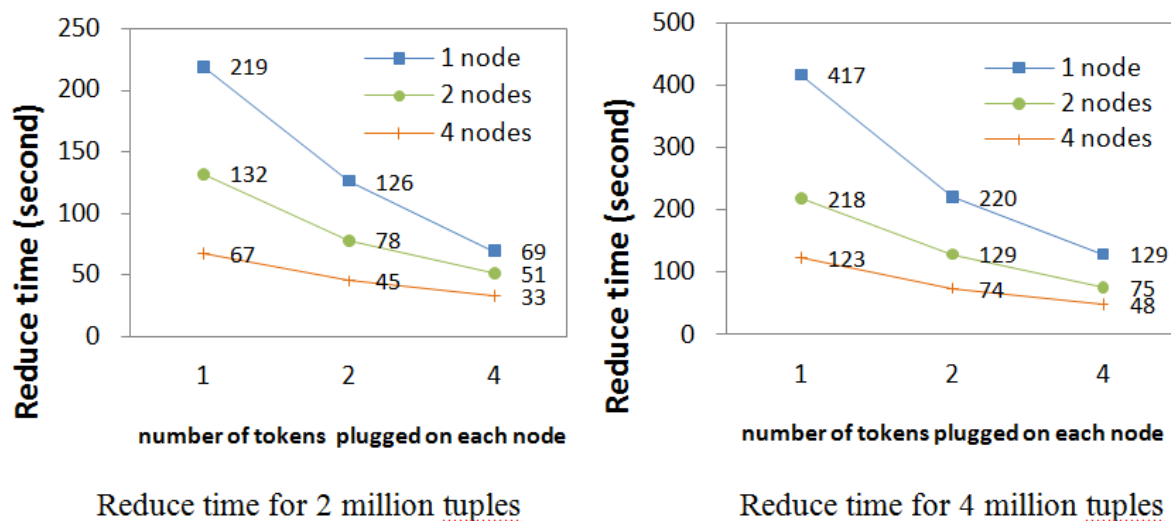 Reduce time (second)
250
200
150
100
50
0
1 node
2 nodes
4 nodes
219
132
67
126
78
45
69
51
33
1 2 4
number of tokens plugged on each node
Reduce time for 2 million tuples
Reduce time (second)
500
400
300
200
100
0
1 node
2 nodes
4 nodes
417
218
123
220
129
74
129
75
48
1 2 4
number of tokens plugged on each node
Reduce time for 4 million tuples